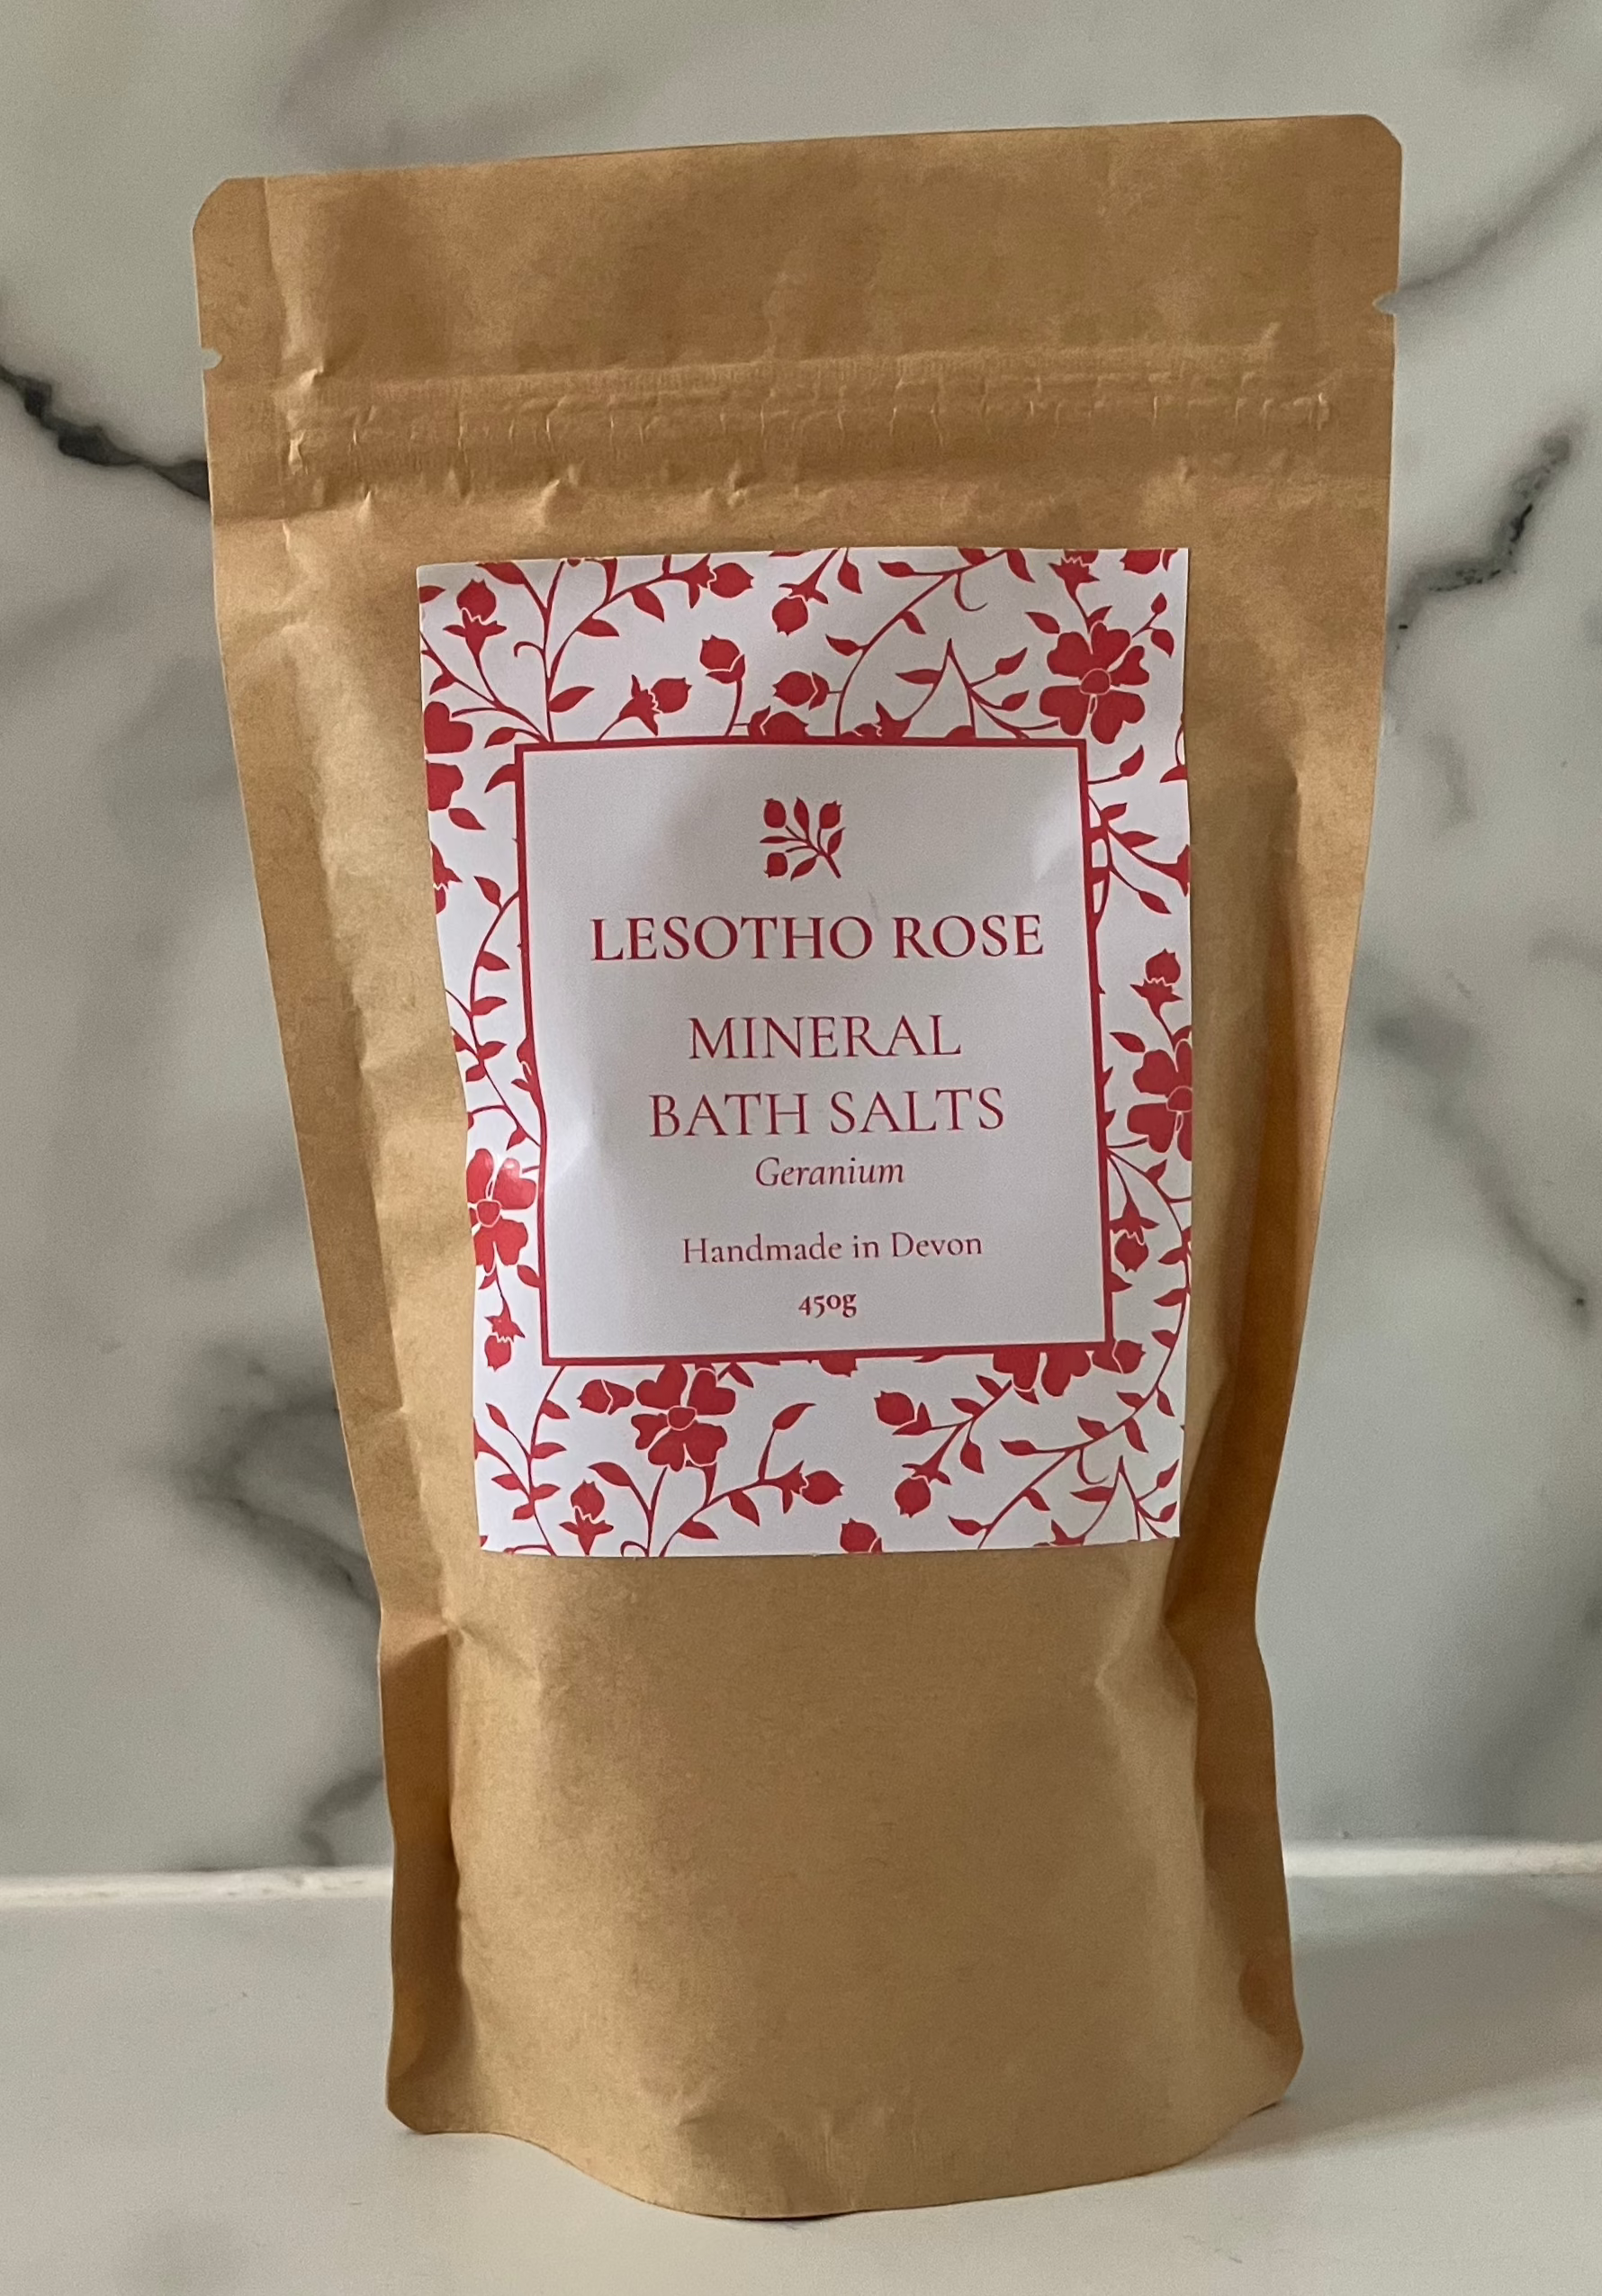 LESOTHO ROSE
MINERAL
BATH SALTS
Geranium
Handmade in Devon
450g